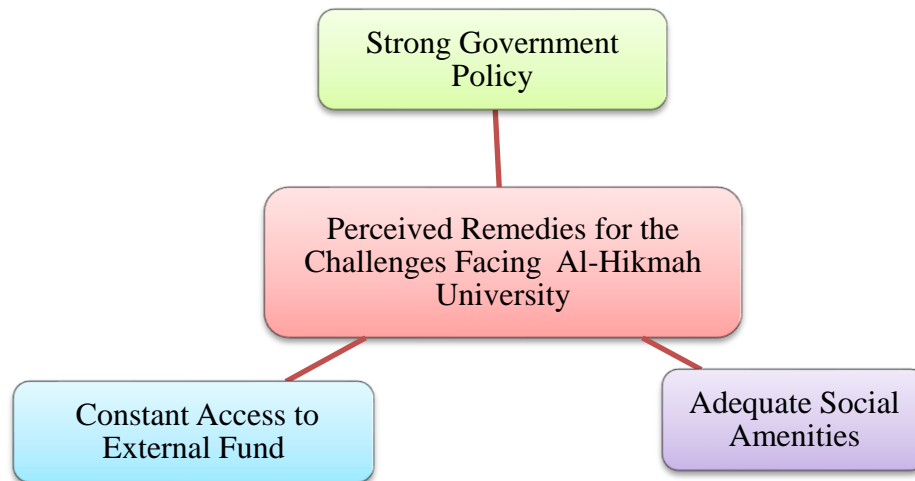 Strong Government
Policy
Perceived Remedies for the
Challenges Facing Al-Hikmah
University
Constant Access to
External Fund
Adequate Social
Amenities